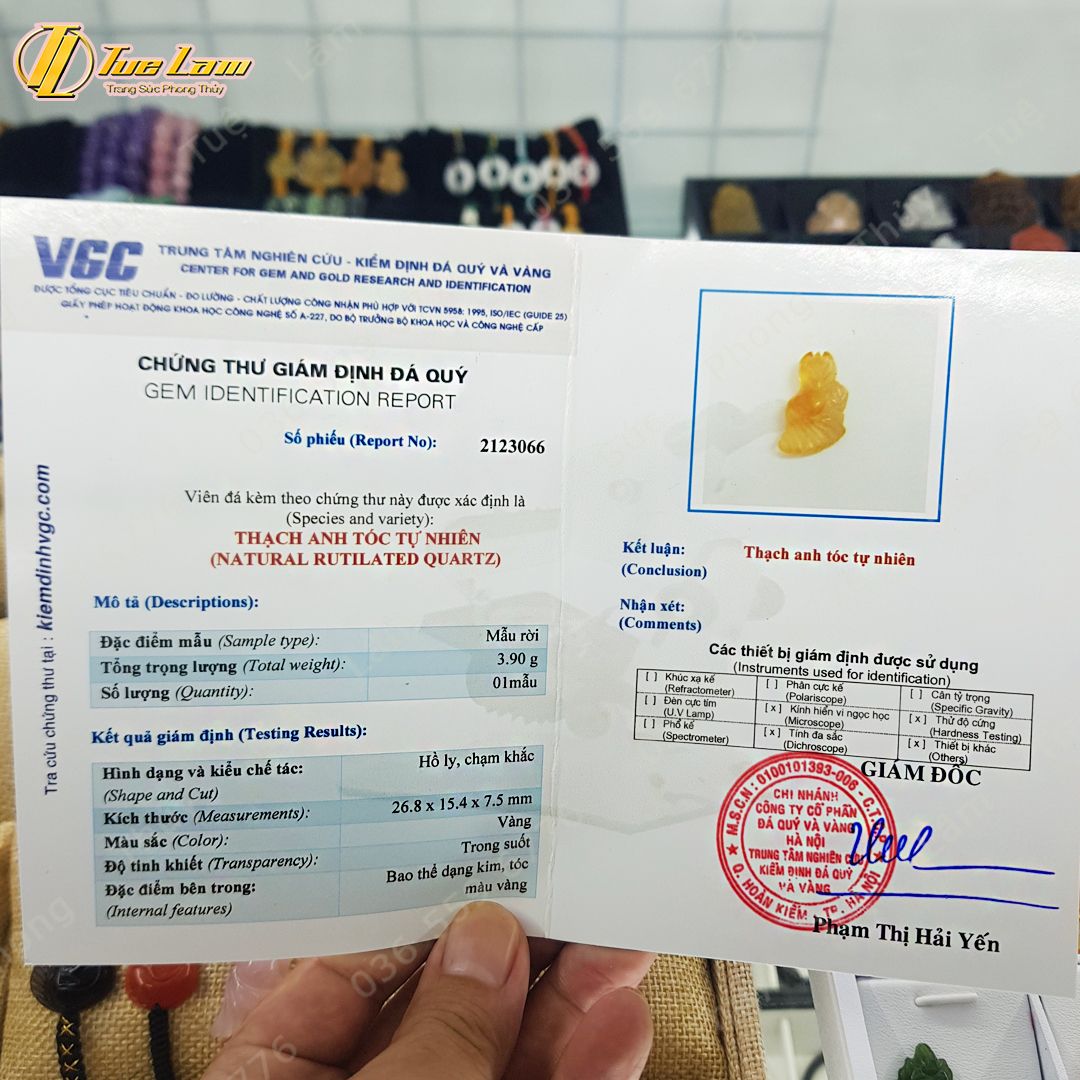 TL Tue Lam
Trang Sức Phong Thủy
VGC
TRUNG TÂM NGHIÊN CỨU - KIỂM ĐỊNH ĐÁ QUÝ VÀ VÀNG
CENTER FOR GEM AND GOLD RESEARCH AND IDENTIFICATION
ĐƯỢC TỔNG CỤC TIÊU CHUẨN - ĐO LƯỜNG - CHẤT LƯỢNG CÔNG NHẬN PHÙ HỢP VỚI TCVN 5958: 1995, ISO/IEC (GUIDE 25)
GIẤY PHÉP HOẠT ĐỘNG KHOA HỌC CÔNG NGHỆ SỐ A-227, DO BỘ TRƯỞNG BỘ KHOA HỌC VÀ CÔNG NGHỆ CẤP
CHỨNG THƯ GIÁM ĐỊNH ĐÁ QUÝ
GEM IDENTIFICATION REPORT
Số phiếu (Report No): 2123066
Viên đá kèm theo chứng thư này được xác định là
(Species and variety):
THẠCH ANH TÓC TỰ NHIÊN
(NATURAL RUTILATED QUARTZ)
Mô tả (Descriptions):
Đặc điểm mẫu (Sample type): Mẫu rời
Tổng trọng lượng (Total weight): 3.90 g
Số lượng (Quantity): 01mẫu
Kết quả giám định (Testing Results):
Hình dạng và kiểu chế tác: Hồ ly, chạm khắc
(Shape and Cut)
Kích thước (Measurements): 26.8 x 15.4 x 7.5 mm
Màu sắc (Color): Vàng
Độ tinh khiết (Transparency): Trong suốt
Đặc điểm bên trong: Bao thể dạng kim, tóc
(Internal features) màu vàng
Tra cứu chứng thư tại : kiemdinhvgc.com
Kết luận: Thạch anh tóc tự nhiên
(Conclusion)
Nhận xét:
(Comments)
Các thiết bị giám định được sử dụng
(Instruments used for identification)
[ ] Khúc xạ kế [ ] Phân cực kế [ ] Cân tỷ trọng
(Refractometer) (Polariscope) (Specific Gravity)
[ ] Đèn cực tím [x] Kính hiển vi ngọc học [x] Thử độ cứng
(U.V Lamp) (Microscope) (Hardness Testing)
[ ] Phổ kế [x] Tính đa sắc [x] Thiết bị khác
(Spectrometer) (Dichroscope) (Others)
GIÁM ĐỐC
M.S.C.N: 0100101393-006 - C.T.
CHI NHÁNH
CÔNG TY CỔ PHẦN
ĐÁ QUÝ VÀ VÀNG
HÀ NỘI
TRUNG TÂM NGHIÊN CỨU
KIỂM ĐỊNH ĐÁ QUÝ
VÀ VÀNG
Q. HOÀN KIẾM - TP. HÀ NỘI
Phạm Thị Hải Yến